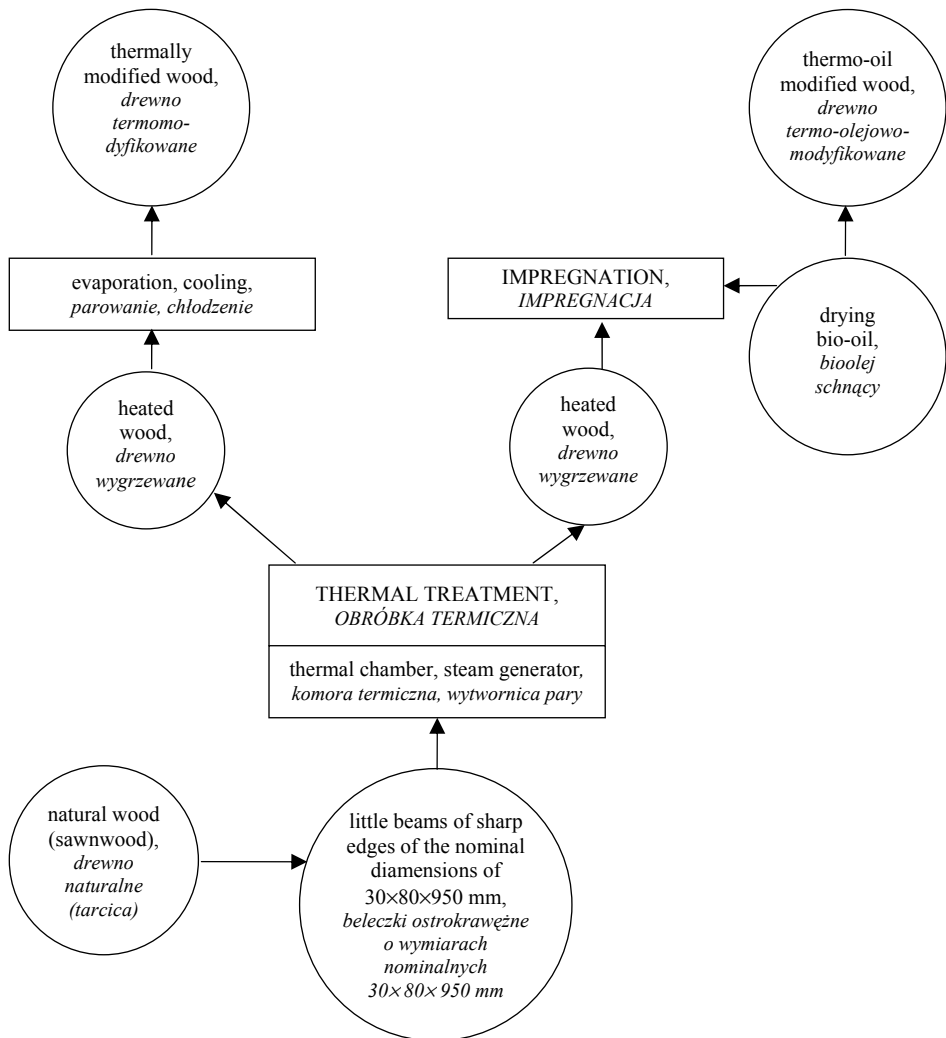 thermally
modified wood,
drewno
termomo-
dyfikowane
thermo-oil
modified wood,
drewno
termo-olejowo-
modyfikowane
evaporation, cooling,
parowanie, chłodzenie
IMPREGNATION,
IMPREGNACJA
drying
bio-oil,
bioolej
schnący
heated
wood,
drewno
wygrzewane
heated
wood,
drewno
wygrzewane
THERMAL TREATMENT,
OBRÓBKA TERMICZNA
thermal chamber, steam generator,
komora termiczna, wytwornica pary
natural wood
(sawnwood),
drewno
naturalne
(tarcica)
little beams of sharp
edges of the nominal
diamensions of
30×80×950 mm,
beleczki ostrokrawężne
o wymiarach
nominalnych
30×80×950 mm